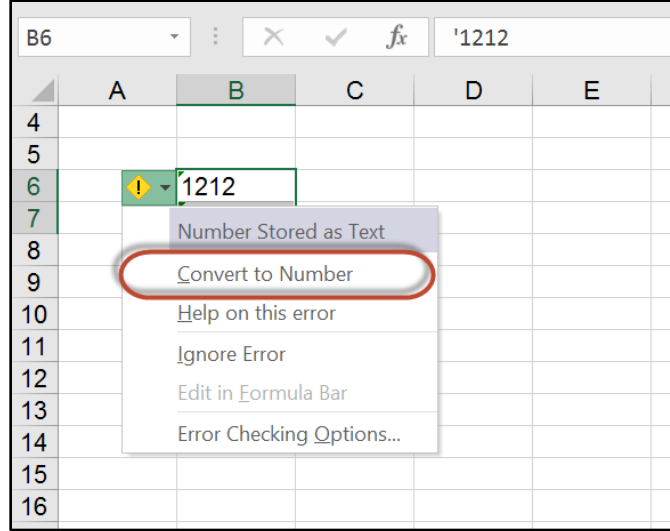 B6 fx '1212
A B C D E
4
5
6 ! 1212
7
Number Stored as Text
8
Convert to Number
9
10 Help on this error
11 Ignore Error
12 Edit in Formula Bar
13
14 Error Checking Options...
15
16